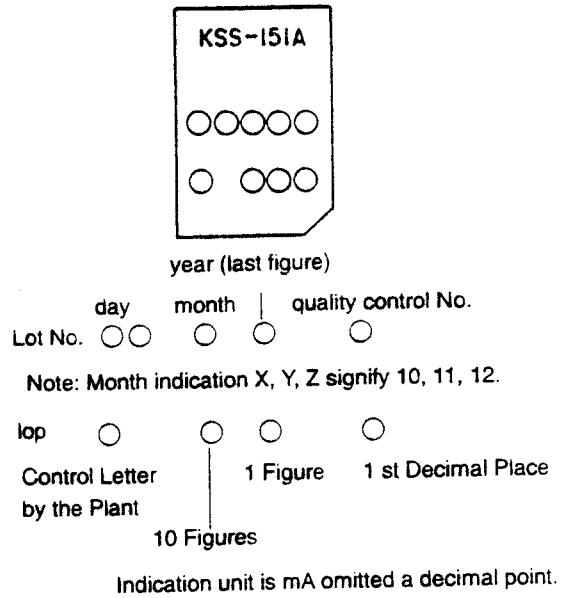 KSS-151A
year (last figure)
day month quality control No.
Lot No.
Note: Month indication X, Y, Z signify 10, 11, 12.
Iop
Control Letter 1 Figure 1 st Decimal Place
by the Plant
10 Figures
Indication unit is mA omitted a decimal point.